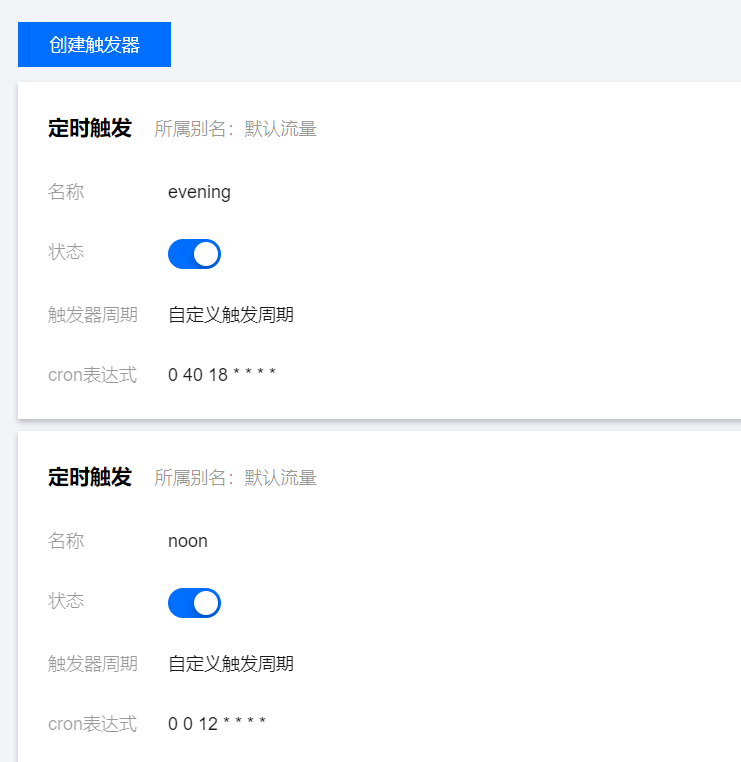 创建触发器
定时触发 所属别名：默认流量
名称 evening
状态
触发器周期 自定义触发周期
cron表达式 0 40 18 * * * *
定时触发 所属别名：默认流量
名称 noon
状态
触发器周期 自定义触发周期
cron表达式 0 0 12 * * * *